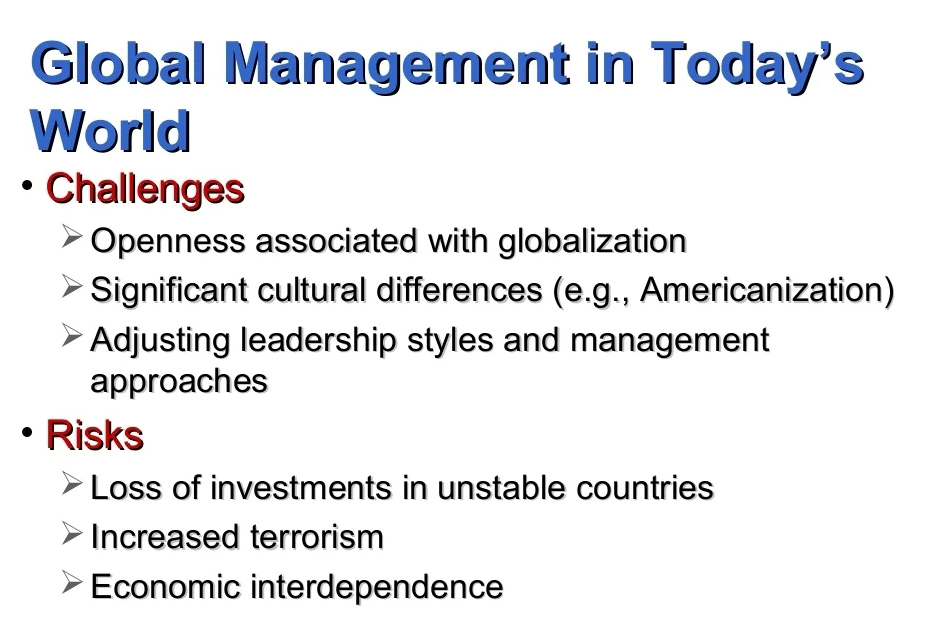 Global Management in Today’s
World
• Challenges
➢ Openness associated with globalization
➢ Significant cultural differences (e.g., Americanization)
➢ Adjusting leadership styles and management
approaches
• Risks
➢ Loss of investments in unstable countries
➢ Increased terrorism
➢ Economic interdependence